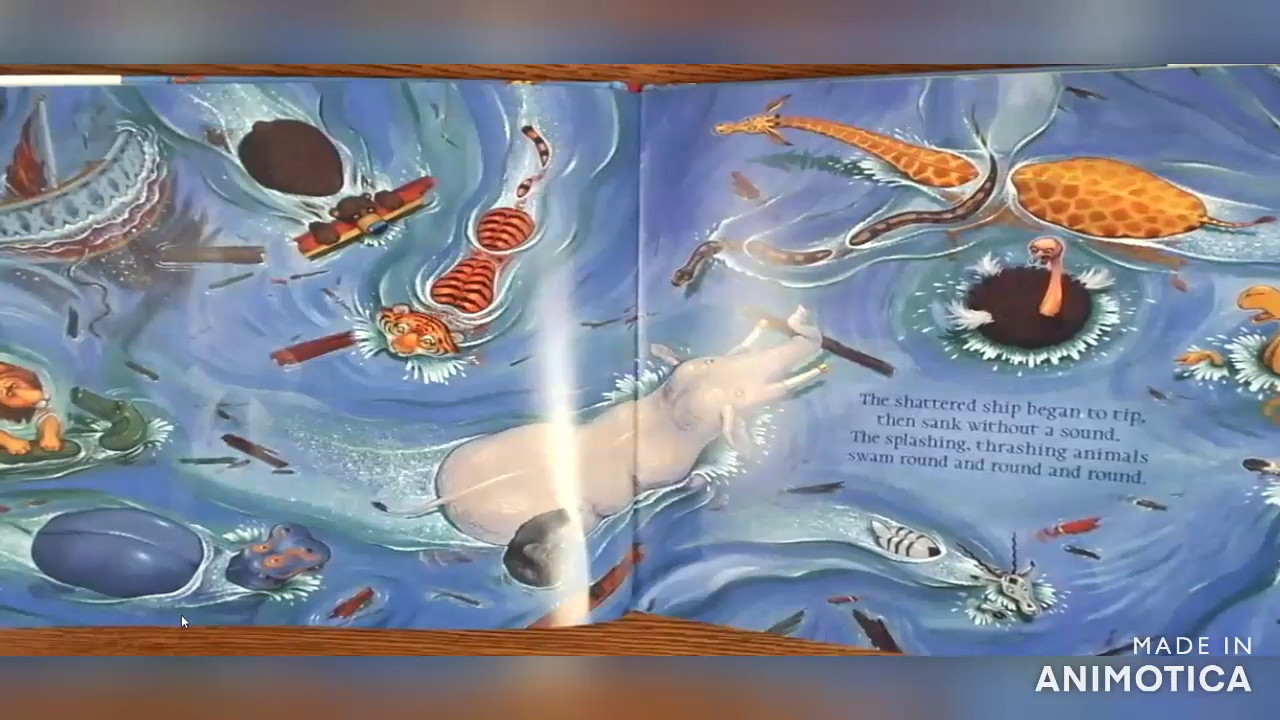 The shattered ship began to tip,
then sank without a sound.
The splashing, thrashing animals
swam round and round and round.
MADE IN
ANIMOTICA